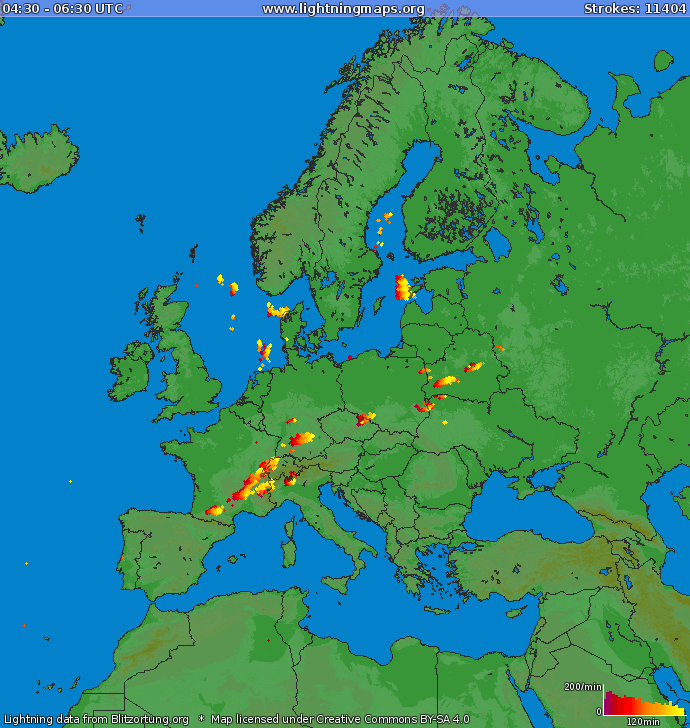 04:30 - 06:30 UTC
www.lightningmaps.org
Strokes: 11404
200/min
0
120min
Lightning data from Blitzortung.org * Map licensed under Creative Commons BY-SA 4.0